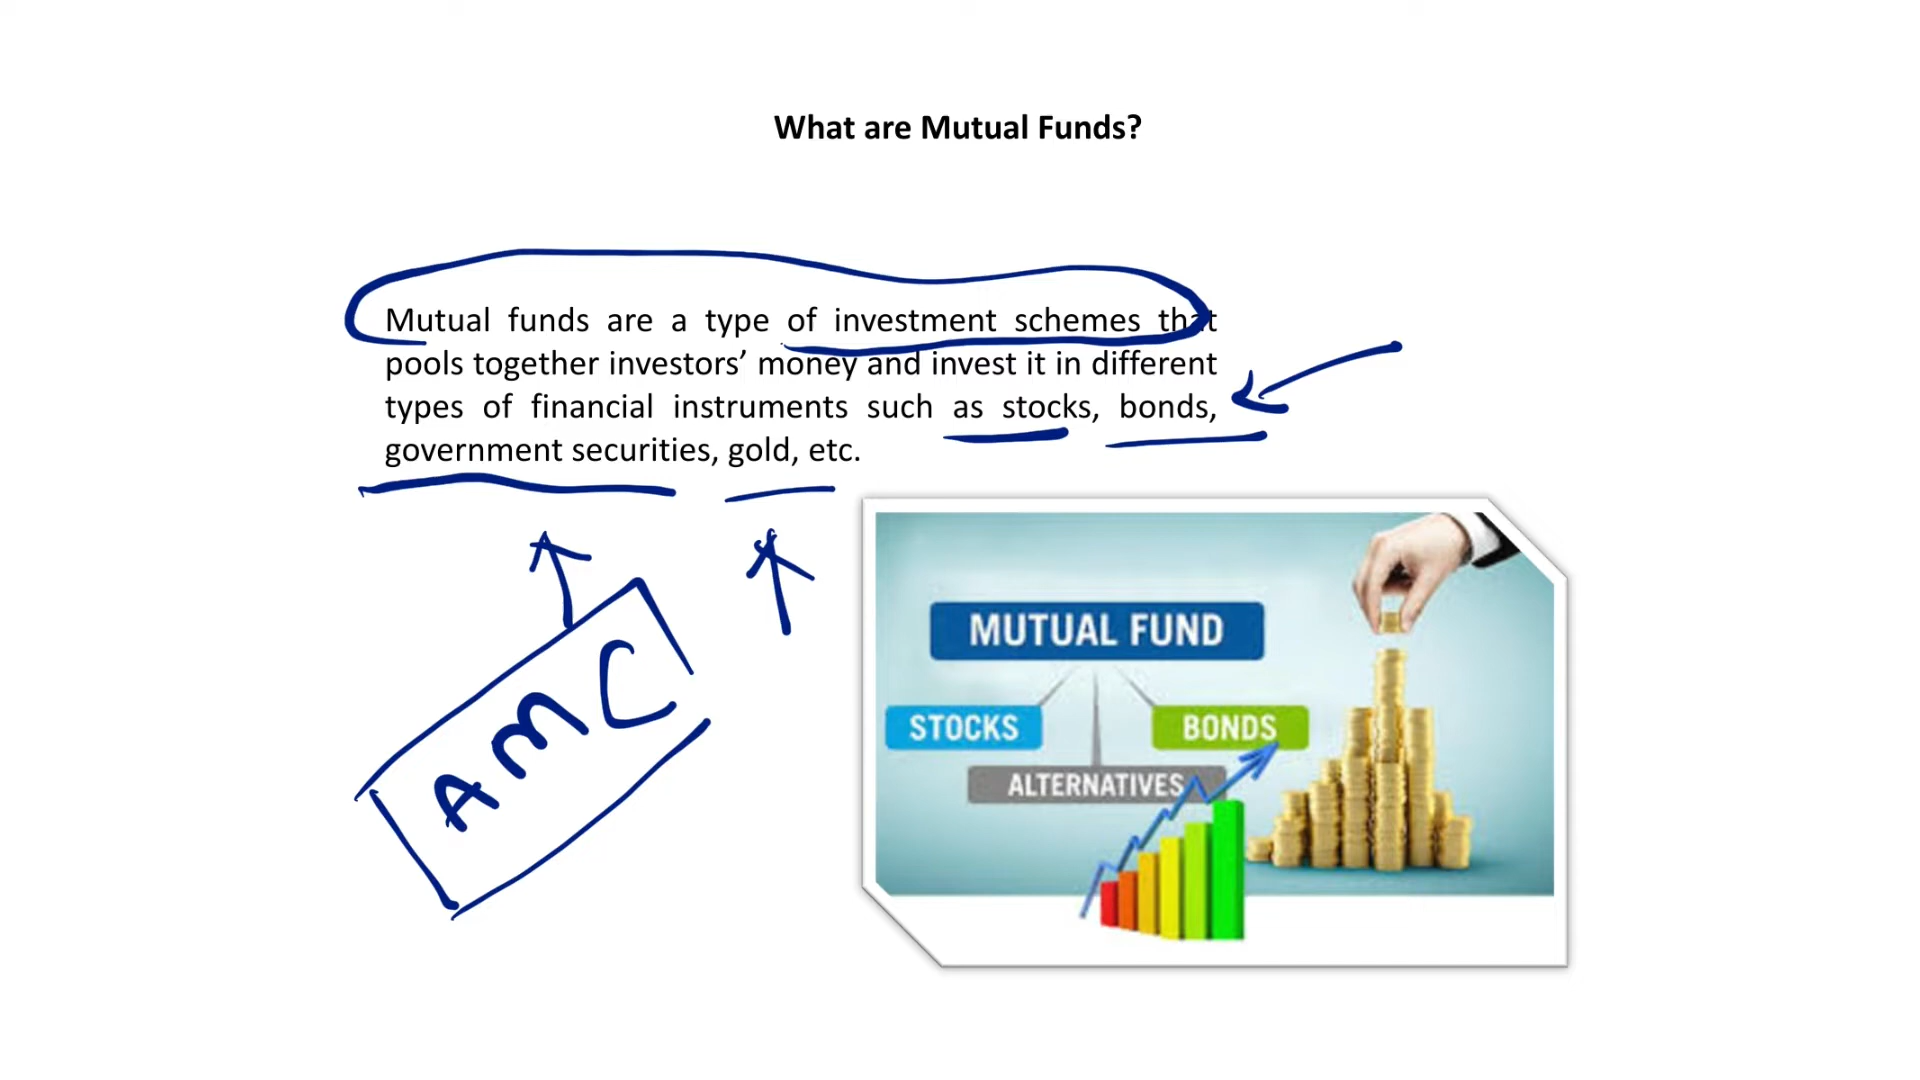 What are Mutual Funds?
Mutual funds are a type of investment schemes that
pools together investors’ money and invest it in different
types of financial instruments such as stocks, bonds,
government securities, gold, etc.
AMC
MUTUAL FUND
STOCKS
BONDS
ALTERNATIVES